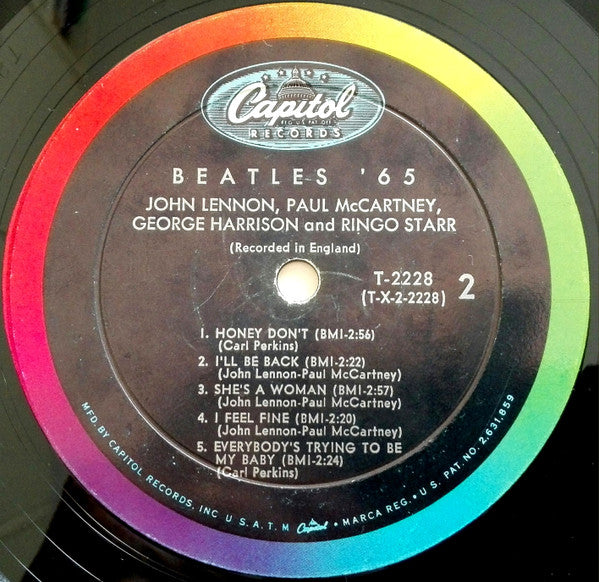 Capitol
REG. U.S. PAT. OFF.
RECORDS
BEATLES '65
JOHN LENNON, PAUL McCARTNEY,
GEORGE HARRISON and RINGO STARR
(Recorded in England)
T-2228
(T-X-2-2228) 2
1. HONEY DON'T (BMI-2:56)
(Carl Perkins)
2. I'LL BE BACK (BMI-2:22)
(John Lennon-Paul McCartney)
3. SHE'S A WOMAN (BMI-2:57)
(John Lennon-Paul McCartney)
4. I FEEL FINE (BMI-2:20)
(John Lennon-Paul McCartney)
5. EVERYBODY'S TRYING TO BE
MY BABY (BMI-2:24)
(Carl Perkins)
MFD. BY CAPITOL RECORDS, INC U.S.A. T.M Capitol • MARCA REG. • U.S. PAT. NO. 2,631,859